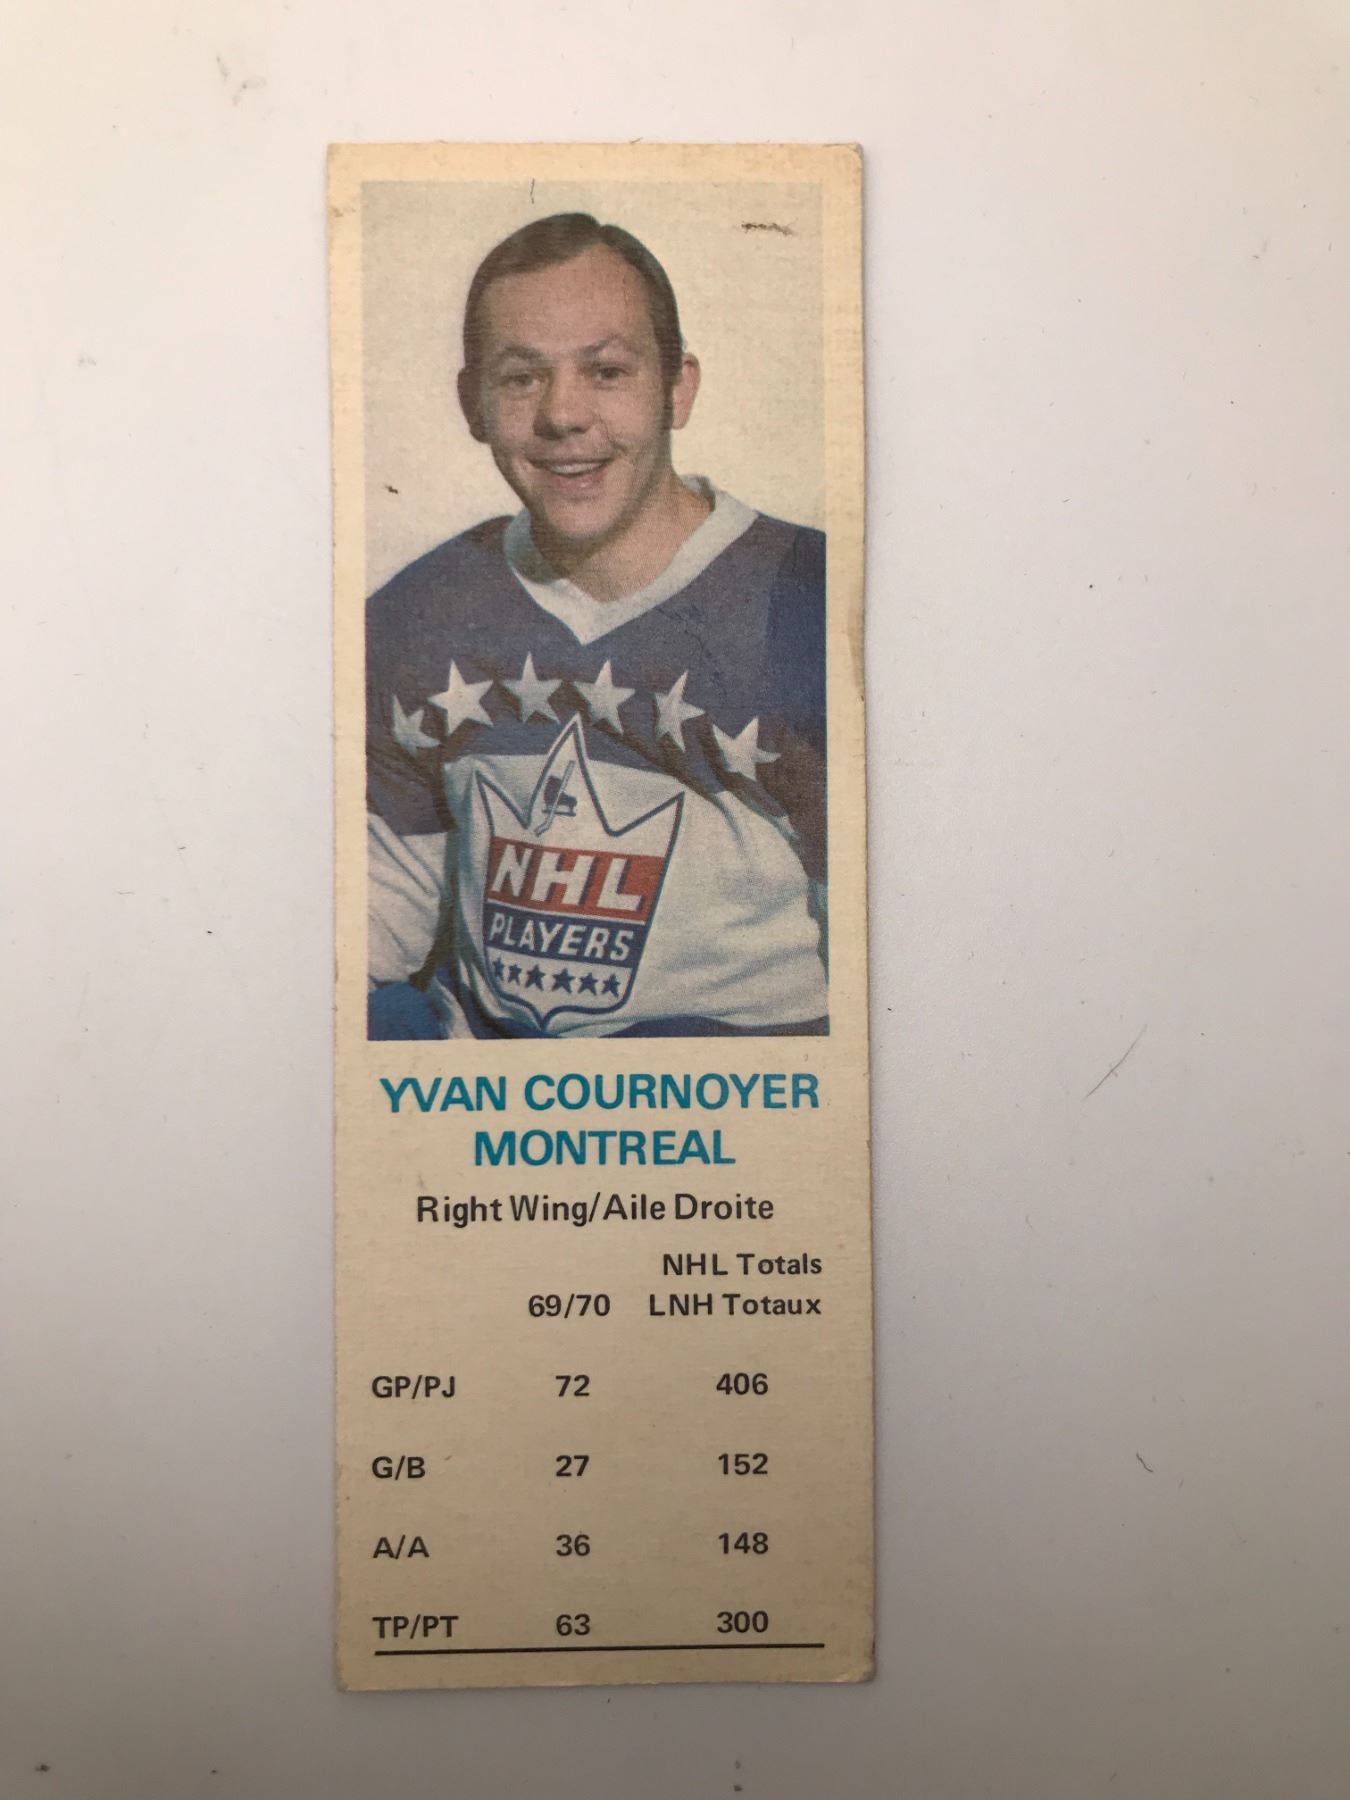 NHL
PLAYERS
YVAN COURNOYER
MONTREAL
Right Wing/Aile Droite
NHL Totals
69/70 LNH Totaux
GP/PJ 72 406
G/B 27 152
A/A 36 148
TP/PT 63 300